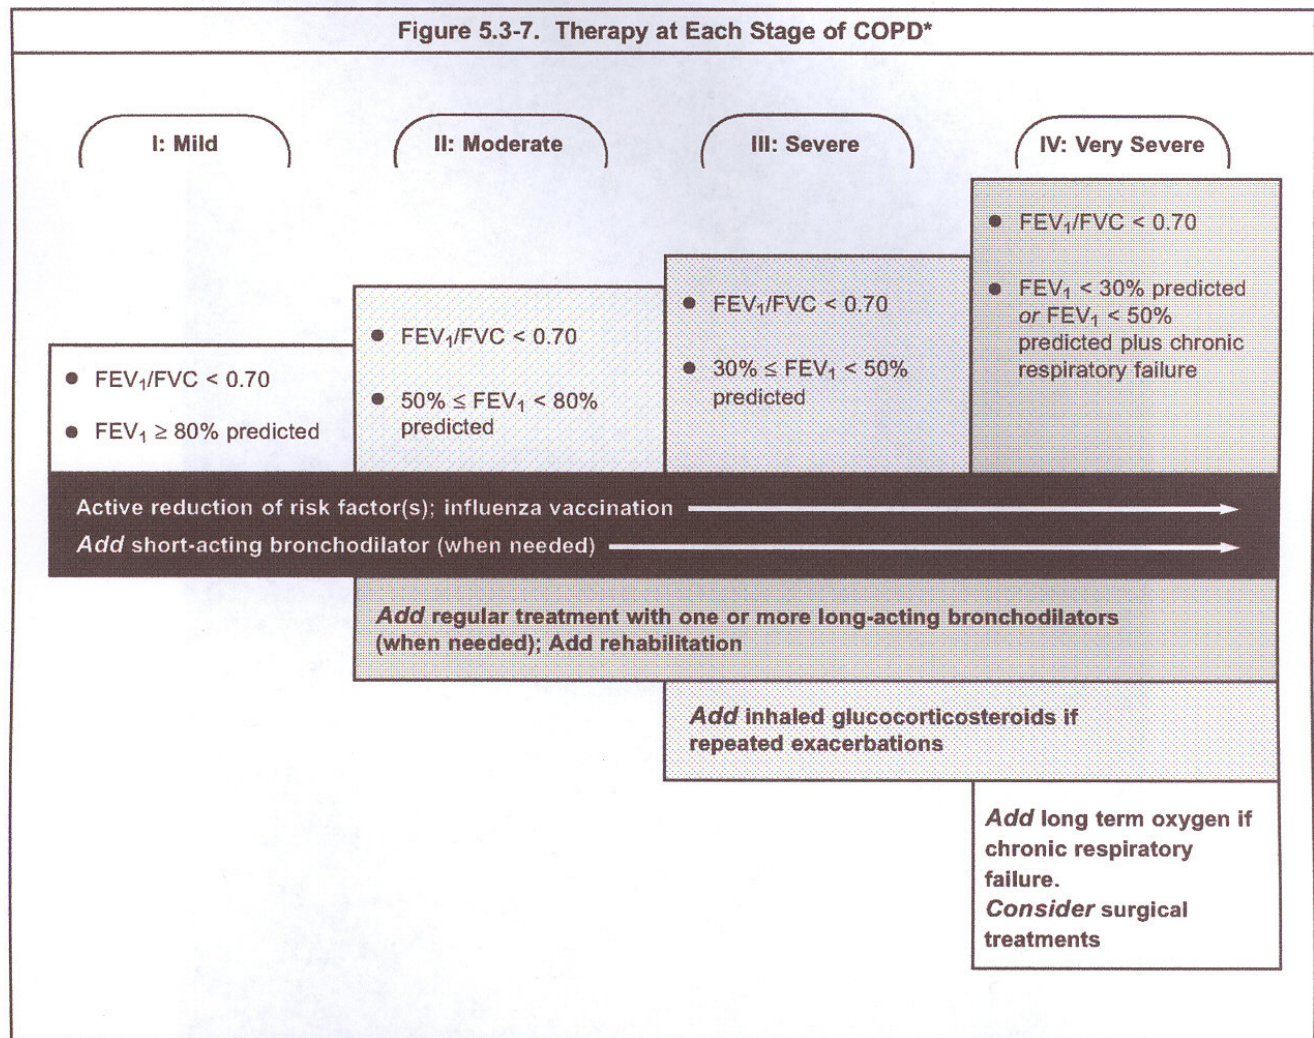 Figure 5.3-7. Therapy at Each Stage of COPD*
I: Mild
II: Moderate
III: Severe
IV: Very Severe
● FEV₁/FVC < 0.70
● FEV₁ ≥ 80% predicted
● FEV₁/FVC < 0.70
● 50% ≤ FEV₁ < 80%
predicted
● FEV₁/FVC < 0.70
● 30% ≤ FEV₁ < 50%
predicted
● FEV₁/FVC < 0.70
● FEV₁ < 30% predicted
or FEV₁ < 50%
predicted plus chronic
respiratory failure
Active reduction of risk factor(s); influenza vaccination
Add short-acting bronchodilator (when needed)
Add regular treatment with one or more long-acting bronchodilators
(when needed); Add rehabilitation
Add inhaled glucocorticosteroids if
repeated exacerbations
Add long term oxygen if
chronic respiratory
failure.
Consider surgical
treatments